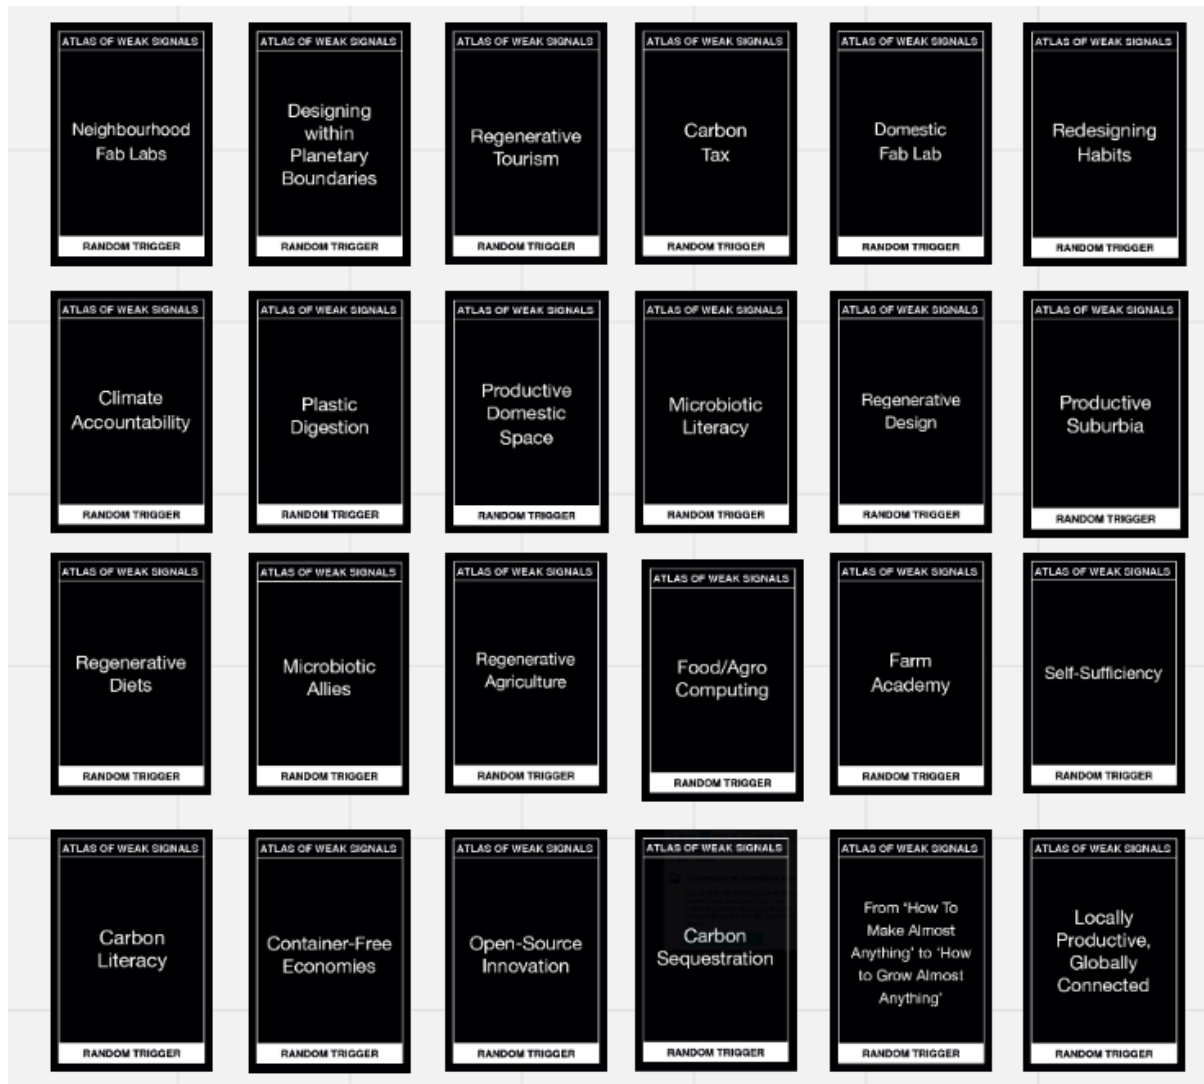 ATLAS OF WEAK SIGNALS
Neighbourhood
Fab Labs
RANDOM TRIGGER
ATLAS OF WEAK SIGNALS
Designing
within
Planetary
Boundaries
RANDOM TRIGGER
ATLAS OF WEAK SIGNALS
Regenerative
Tourism
RANDOM TRIGGER
ATLAS OF WEAK SIGNALS
Carbon
Tax
RANDOM TRIGGER
ATLAS OF WEAK SIGNALS
Domestic
Fab Lab
RANDOM TRIGGER
ATLAS OF WEAK SIGNALS
Redesigning
Habits
RANDOM TRIGGER
ATLAS OF WEAK SIGNALS
Climate
Accountability
RANDOM TRIGGER
ATLAS OF WEAK SIGNALS
Plastic
Digestion
RANDOM TRIGGER
ATLAS OF WEAK SIGNALS
Productive
Domestic
Space
RANDOM TRIGGER
ATLAS OF WEAK SIGNALS
Microbiotic
Literacy
RANDOM TRIGGER
ATLAS OF WEAK SIGNALS
Regenerative
Design
RANDOM TRIGGER
ATLAS OF WEAK SIGNALS
Productive
Suburbia
RANDOM TRIGGER
ATLAS OF WEAK SIGNALS
Regenerative
Diets
RANDOM TRIGGER
ATLAS OF WEAK SIGNALS
Microbiotic
Allies
RANDOM TRIGGER
ATLAS OF WEAK SIGNALS
Regenerative
Agriculture
RANDOM TRIGGER
ATLAS OF WEAK SIGNALS
Food/Agro
Computing
RANDOM TRIGGER
ATLAS OF WEAK SIGNALS
Farm
Academy
RANDOM TRIGGER
ATLAS OF WEAK SIGNALS
Self-Sufficiency
RANDOM TRIGGER
ATLAS OF WEAK SIGNALS
Carbon
Literacy
RANDOM TRIGGER
ATLAS OF WEAK SIGNALS
Container-Free
Economies
RANDOM TRIGGER
ATLAS OF WEAK SIGNALS
Open-Source
Innovation
RANDOM TRIGGER
ATLAS OF WEAK SIGNALS
Carbon
Sequestration
RANDOM TRIGGER
ATLAS OF WEAK SIGNALS
From ‘How To
Make Almost
Anything’ to ‘How
to Grow Almost
Anything’
RANDOM TRIGGER
ATLAS OF WEAK SIGNALS
Locally
Productive,
Globally
Connected
RANDOM TRIGGER